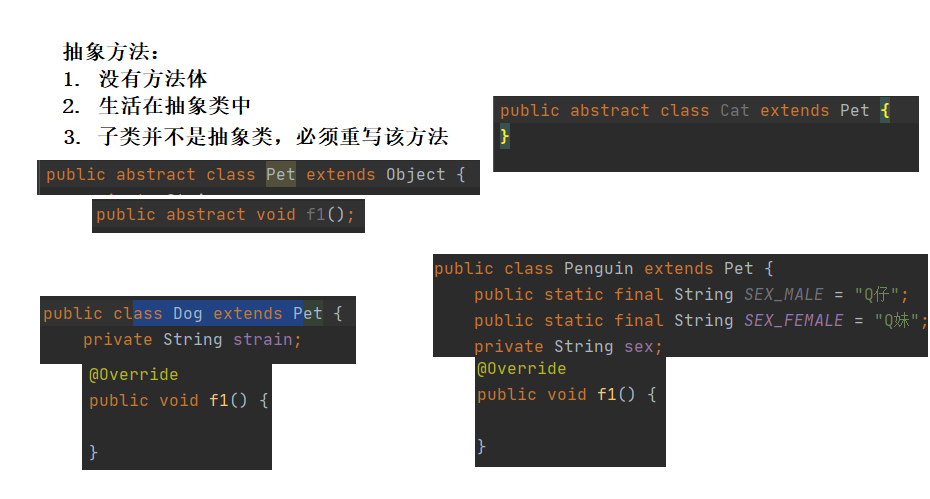 抽象方法：
1. 没有方法体
2. 生活在抽象类中
3. 子类并不是抽象类，必须重写该方法
public abstract class Cat extends Pet {
}
public abstract class Pet extends Object {
public abstract void f1();
public class Dog extends Pet {
private String strain;
@Override
public void f1() {
}
public class Penguin extends Pet {
public static final String SEX_MALE = "Q仔";
public static final String SEX_FEMALE = "Q妹";
private String sex;
@Override
public void f1() {
}